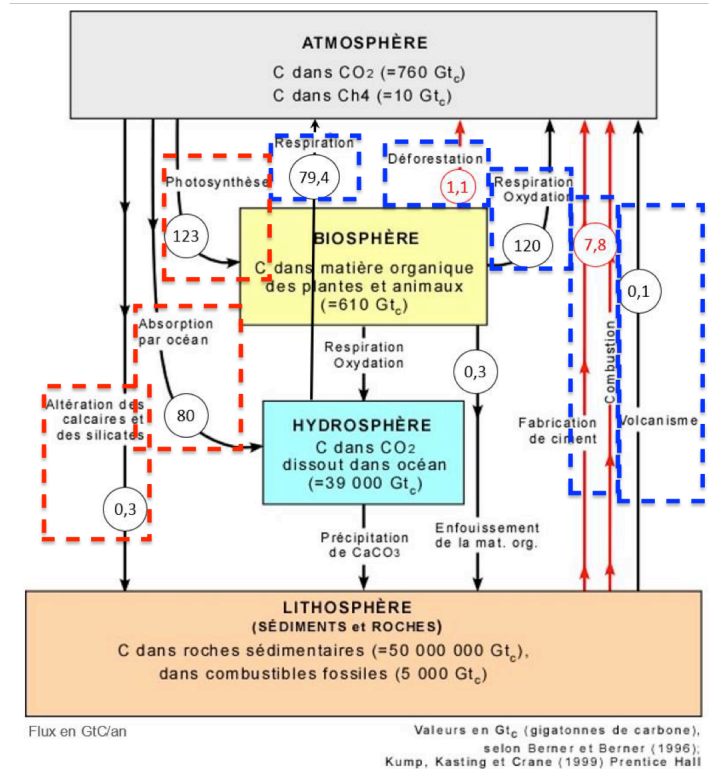 ATMOSPHÈRE
C dans CO₂ (=760 Gtc)
C dans Ch4 (=10 Gtc)
Respiration
79,4
Déforestation
1,1
Photosynthèse
123
Respiration
Oxydation
120
BIOSPHÈRE
C dans matière organique
des plantes et animaux
(=610 Gtc)
7,8
0,1
Absorption
par océan
80
Respiration
Oxydation
0,3
Combustion
Altération des
calcaires et
des silicates
0,3
HYDROSPHÈRE
C dans CO₂
dissout dans océan
(=39 000 Gtc)
Fabrication
de ciment
Volcanisme
Précipitation
de CaCO₃
Enfouissement
de la mat. org.
LITHOSPHÈRE
(SÉDIMENTS et ROCHES)
C dans roches sédimentaires (=50 000 000 Gtc),
dans combustibles fossiles (5 000 Gtc)
Flux en GtC/an
Valeurs en Gtc (gigatonnes de carbone),
selon Berner et Berner (1996);
Kump, Kasting et Crane (1999) Prentice Hall